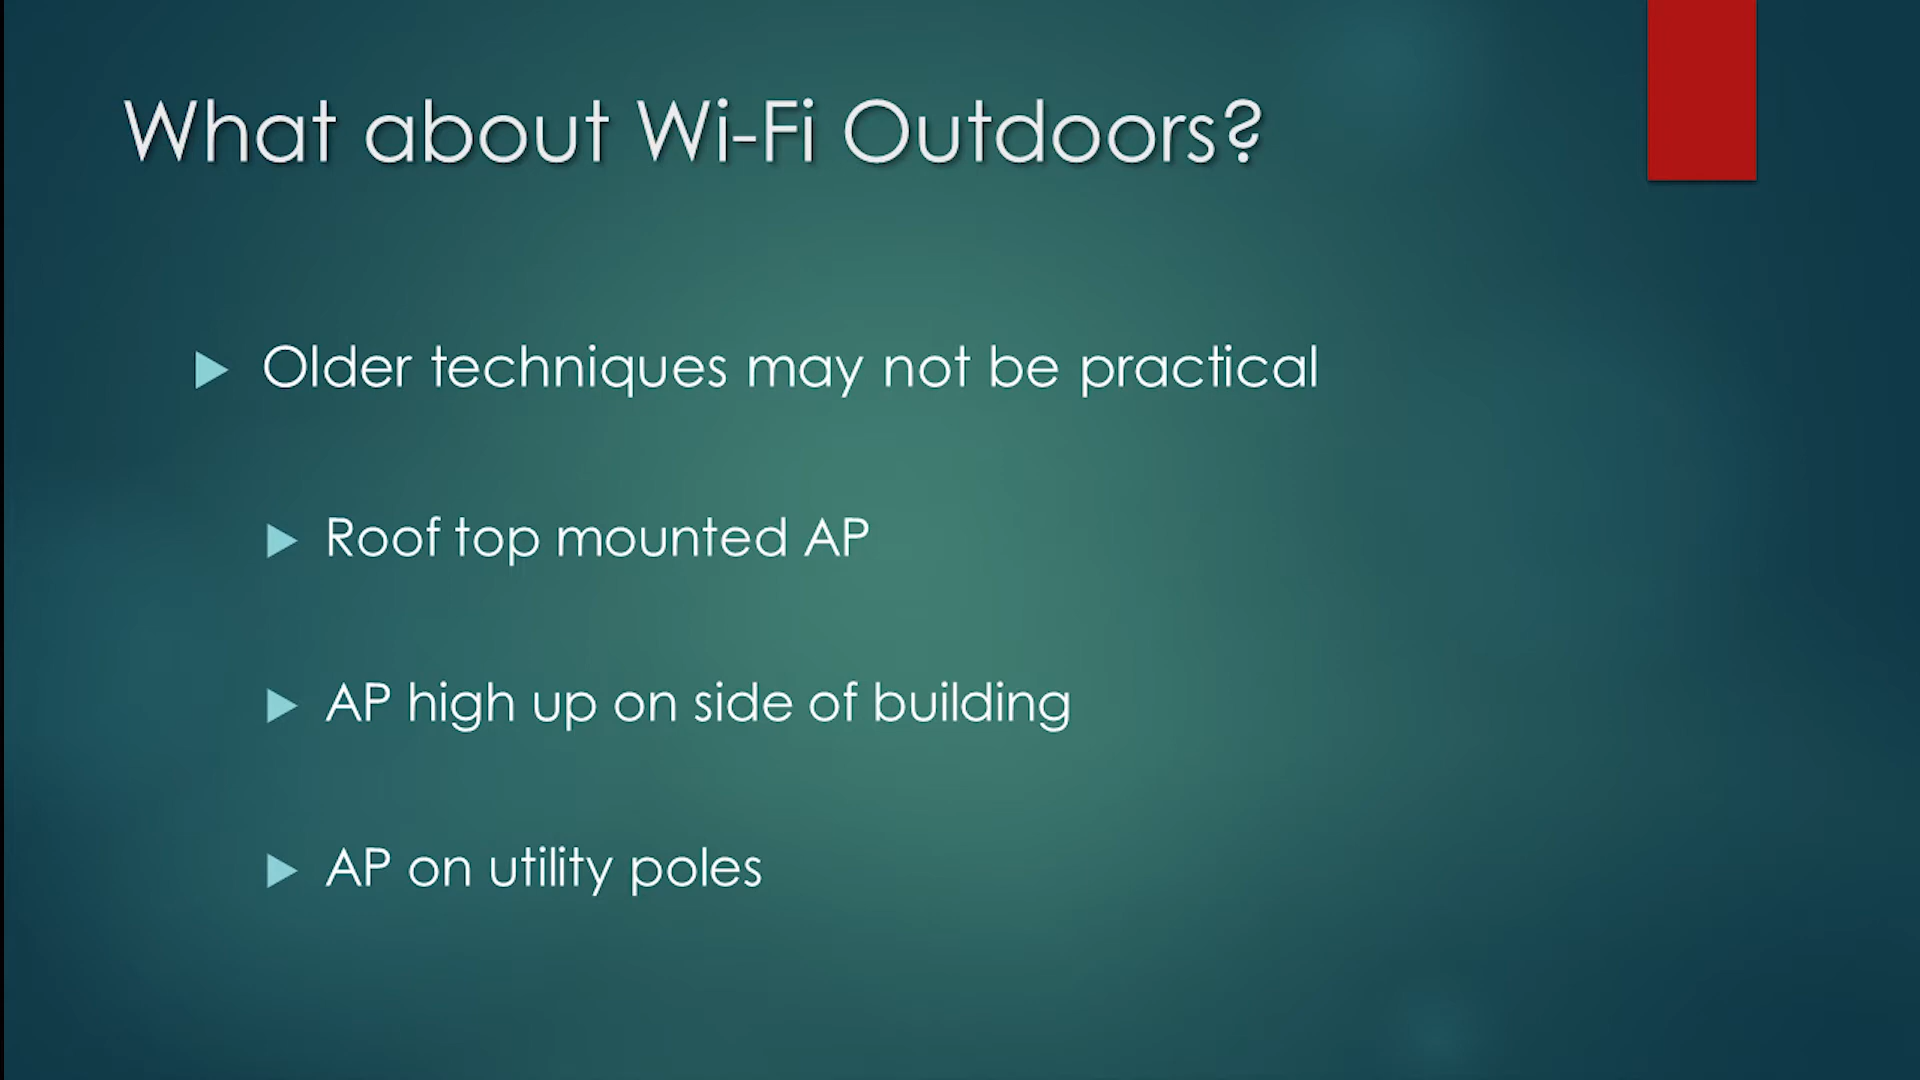 What about Wi-Fi Outdoors?
Older techniques may not be practical
Roof top mounted AP
AP high up on side of building
AP on utility poles